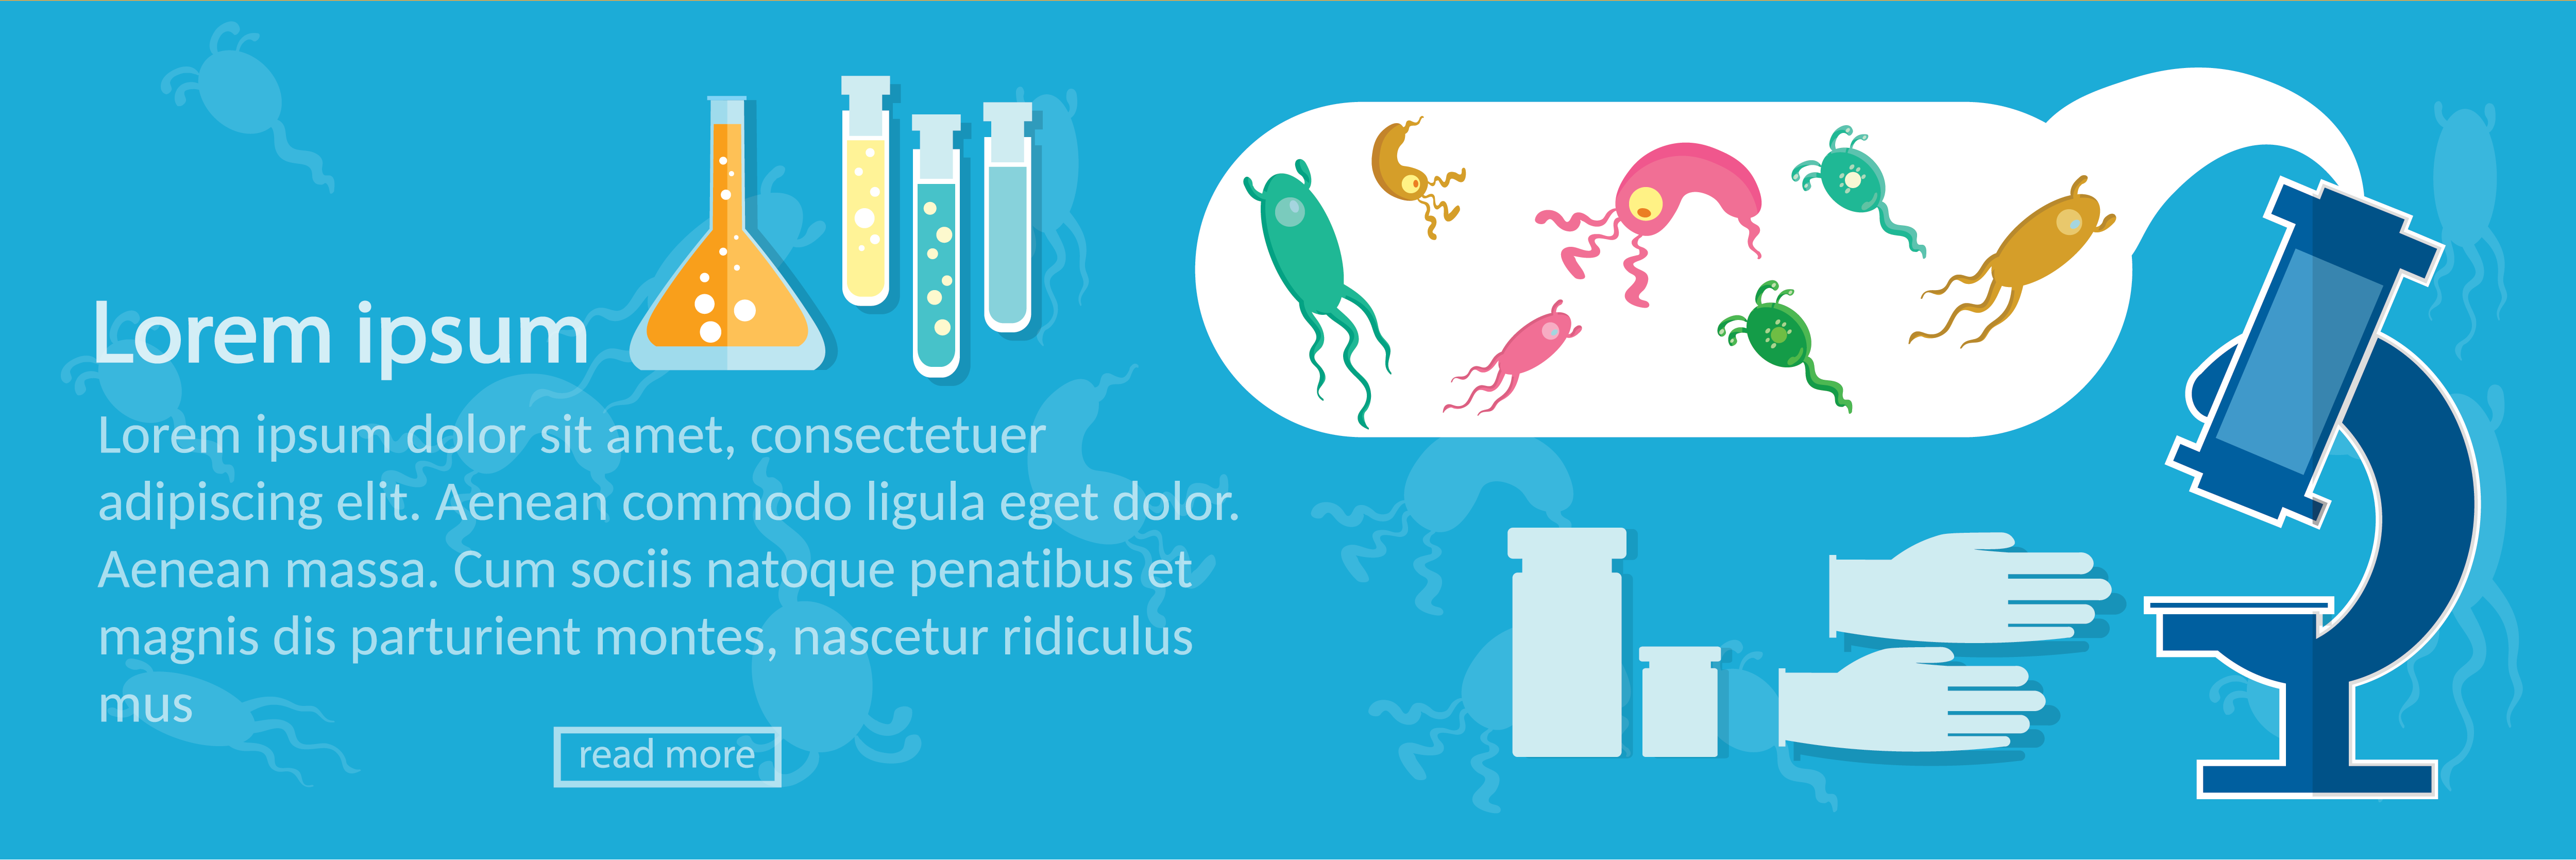 Lorem ipsum
Lorem ipsum dolor sit amet, consectetuer
adipiscing elit. Aenean commodo ligula eget dolor.
Aenean massa. Cum sociis natoque penatibus et
magnis dis parturient montes, nascetur ridiculus
mus
read more